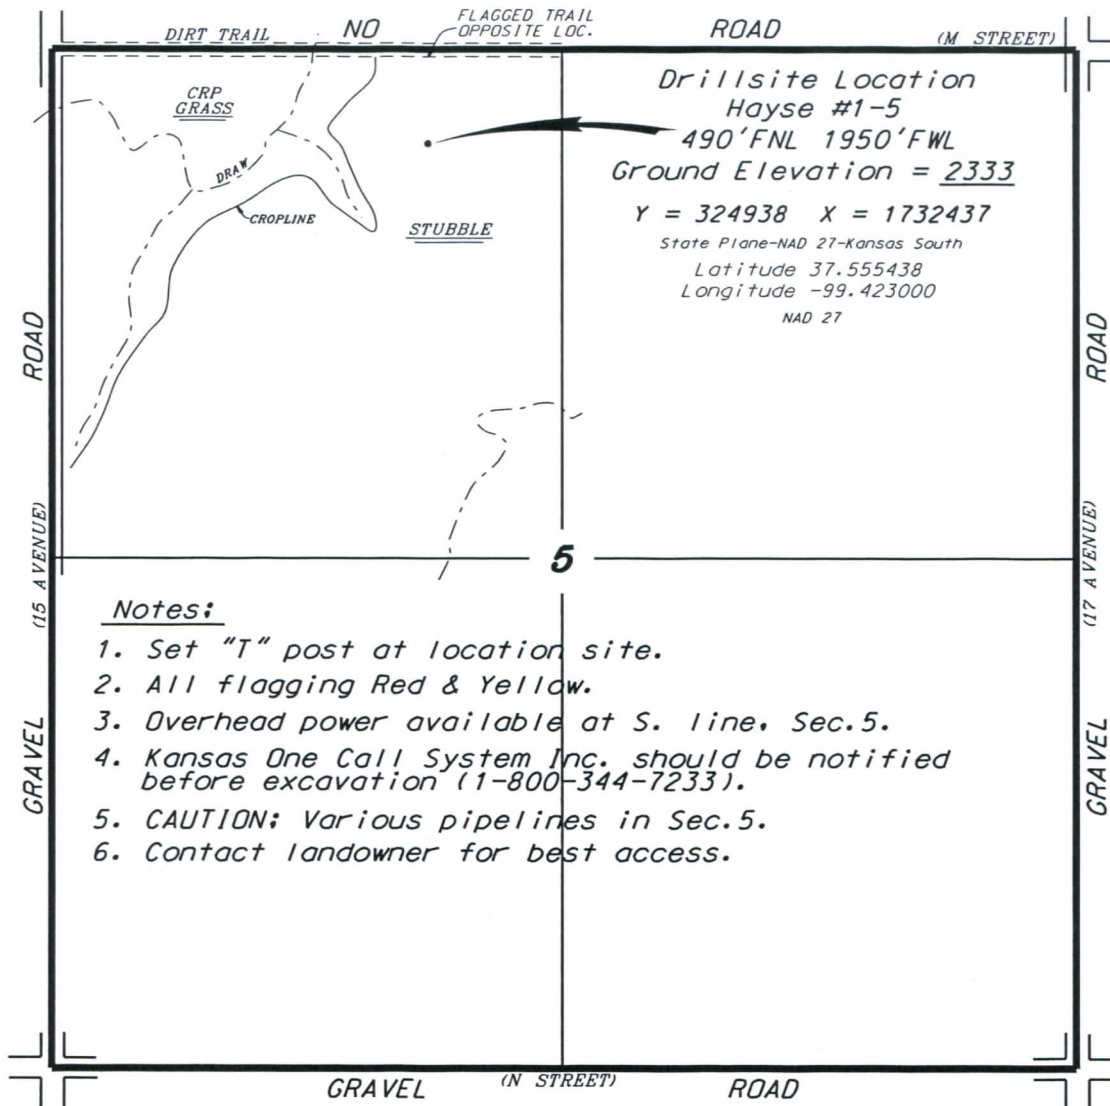 FLAGGED TRAIL
OPPOSITE LOC.
DIRT TRAIL NO ROAD (M STREET)
CRP
GRASS
DRAW
CROPLINE
STUBBLE
Drillsite Location
Hayse #1-5
490'FNL 1950'FWL
Ground Elevation = 2333
Y = 324938 X = 1732437
State Plane-NAD 27-Kansas South
Latitude 37.555438
Longitude -99.423000
NAD 27
GRAVEL (15 AVENUE) ROAD
GRAVEL (17 AVENUE) ROAD
5
Notes:
1. Set "T" post at location site.
2. All flagging Red & Yellow.
3. Overhead power available at S. line, Sec.5.
4. Kansas One Call System Inc. should be notified
before excavation (1-800-344-7233).
5. CAUTION: Various pipelines in Sec.5.
6. Contact landowner for best access.
GRAVEL (N STREET) ROAD